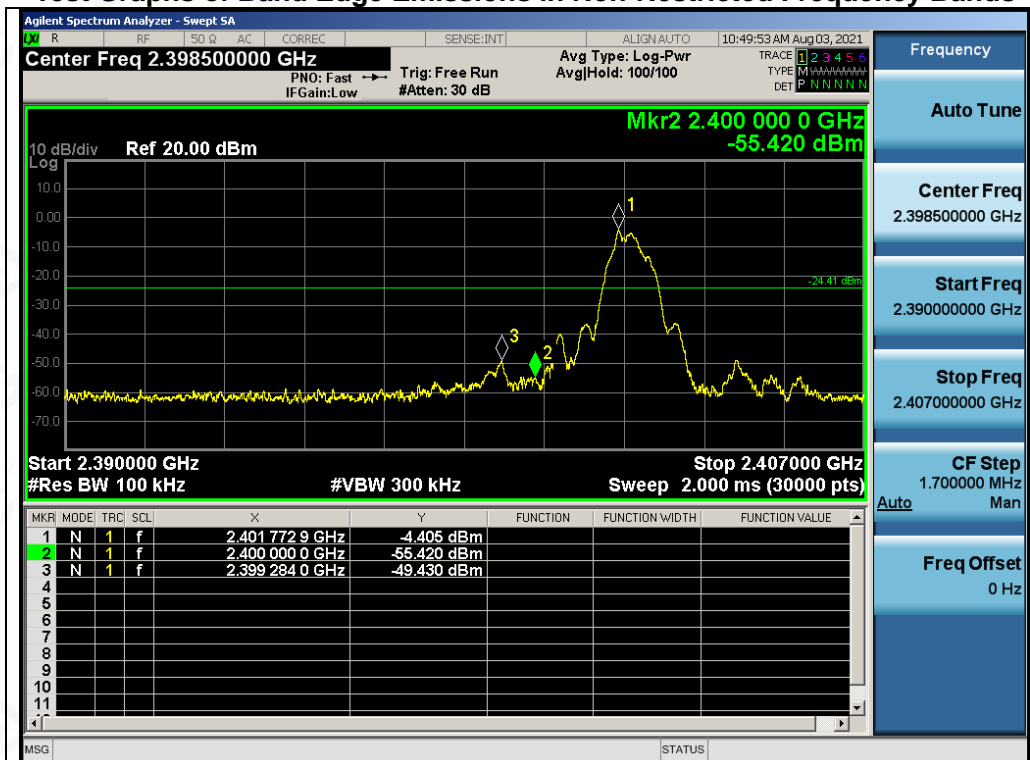 Test Graphs of Band Edge Emissions in Non-Restricted Frequency Bands
Agilent Spectrum Analyzer - Swept SA
LXI R RF 50 Ω AC CORREC SENSE:INT ALIGN AUTO 10:49:53 AM Aug 03, 2021
Center Freq 2.398500000 GHz
PNO: Fast
IFGain:Low
Trig: Free Run
#Atten: 30 dB
Avg Type: Log-Pwr
Avg|Hold: 100/100
TRACE 1 2 3 4 5 6
TYPE M W W W W W
DET P N N N N N
Mkr2 2.400 000 0 GHz
-55.420 dBm
10 dB/div Ref 20.00 dBm
Log
10.0
0.00
-10.0
-20.0
-30.0
-40.0
-50.0
-60.0
-70.0
1
-24.41 dBm
3
2
Start 2.390000 GHz Stop 2.407000 GHz
#Res BW 100 kHz #VBW 300 kHz Sweep 2.000 ms (30000 pts)
MKR MODE TRC SCL X Y FUNCTION FUNCTION WIDTH FUNCTION VALUE
1 N 1 f 2.401 772 9 GHz -4.405 dBm
2 N 1 f 2.400 000 0 GHz -55.420 dBm
3 N 1 f 2.399 284 0 GHz -49.430 dBm
4
5
6
7
8
9
10
11
MSG STATUS
Frequency
Auto Tune
Center Freq
2.398500000 GHz
Start Freq
2.390000000 GHz
Stop Freq
2.407000000 GHz
CF Step
1.700000 MHz
Auto Man
Freq Offset
0 Hz